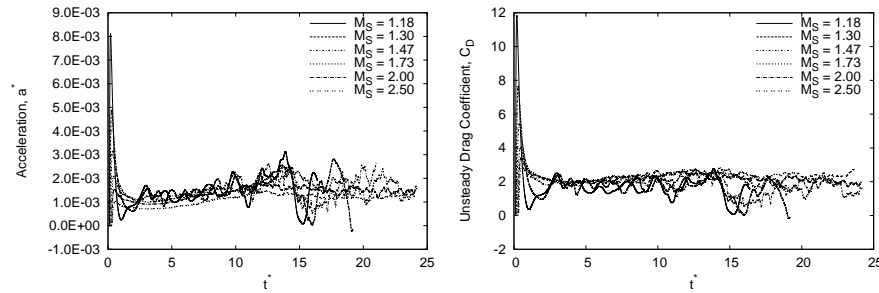 9.0E-03
8.0E-03
7.0E-03
6.0E-03
5.0E-03
4.0E-03
3.0E-03
2.0E-03
1.0E-03
0.0E+00
-1.0E-03
Acceleration, a*
0 5 10 15 20 25
t*
M_S = 1.18
M_S = 1.30
M_S = 1.47
M_S = 1.73
M_S = 2.00
M_S = 2.50
12
10
8
6
4
2
0
-2
Unsteady Drag Coefficient, C_D
0 5 10 15 20 25
t*
M_S = 1.18
M_S = 1.30
M_S = 1.47
M_S = 1.73
M_S = 2.00
M_S = 2.50